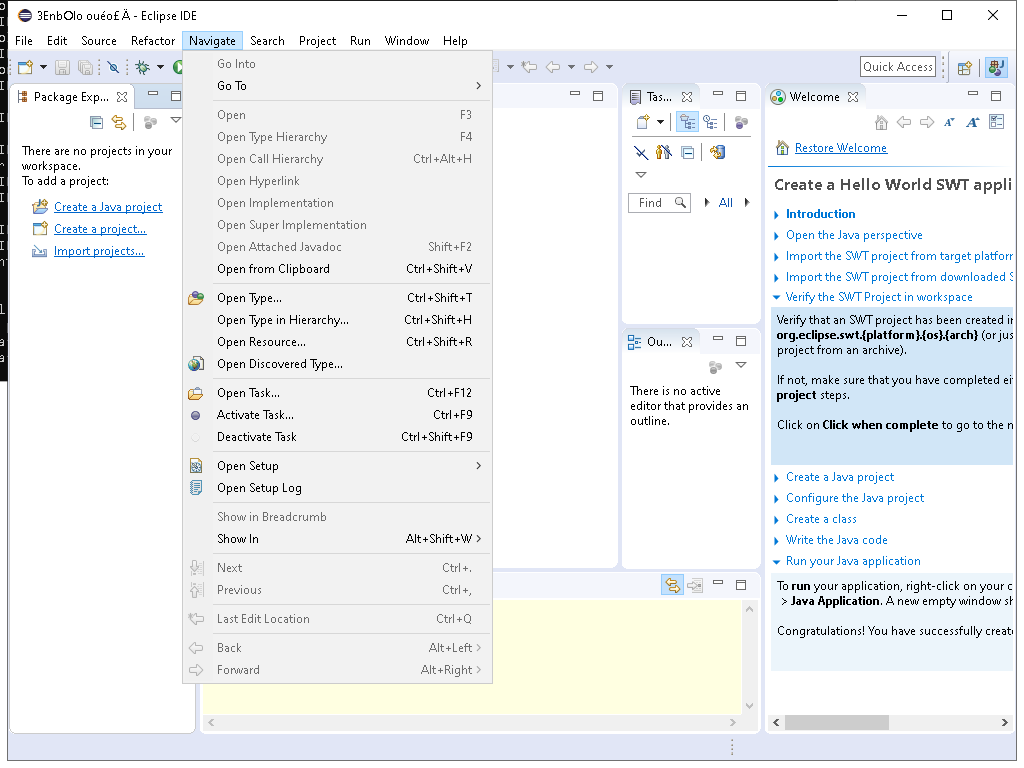 3EnbOlo ouéo£Ä - Eclipse IDE
File Edit Source Refactor Navigate Search Project Run Window Help
Quick Access
Package Exp...
There are no projects in your
workspace.
To add a project:
Create a Java project
Create a project...
Import projects...
Go Into
Go To
Open F3
Open Type Hierarchy F4
Open Call Hierarchy Ctrl+Alt+H
Open Hyperlink
Open Implementation
Open Super Implementation
Open Attached Javadoc Shift+F2
Open from Clipboard Ctrl+Shift+V
Open Type... Ctrl+Shift+T
Open Type in Hierarchy... Ctrl+Shift+H
Open Resource... Ctrl+Shift+R
Open Discovered Type...
Open Task... Ctrl+F12
Activate Task... Ctrl+F9
Deactivate Task Ctrl+Shift+F9
Open Setup
Open Setup Log
Show in Breadcrumb
Show In Alt+Shift+W
Next Ctrl+.
Previous Ctrl+,
Last Edit Location Ctrl+Q
Back Alt+Left
Forward Alt+Right
Tas...
Find All
Ou...
There is no active
editor that provides an
outline.
Welcome
Restore Welcome
Create a Hello World SWT appli
Introduction
Open the Java perspective
Import the SWT project from target platforr
Import the SWT project from downloaded S
Verify the SWT Project in workspace
Verify that an SWT project has been created in
org.eclipse.swt.{platform}.{os}.{arch} (or jus
project from an archive).
If not, make sure that you have completed ei
project steps.
Click on Click when complete to go to the n
Create a Java project
Configure the Java project
Create a class
Write the Java code
Run your Java application
To run your application, right-click on your c
> Java Application. A new empty window sh
Congratulations! You have successfully create